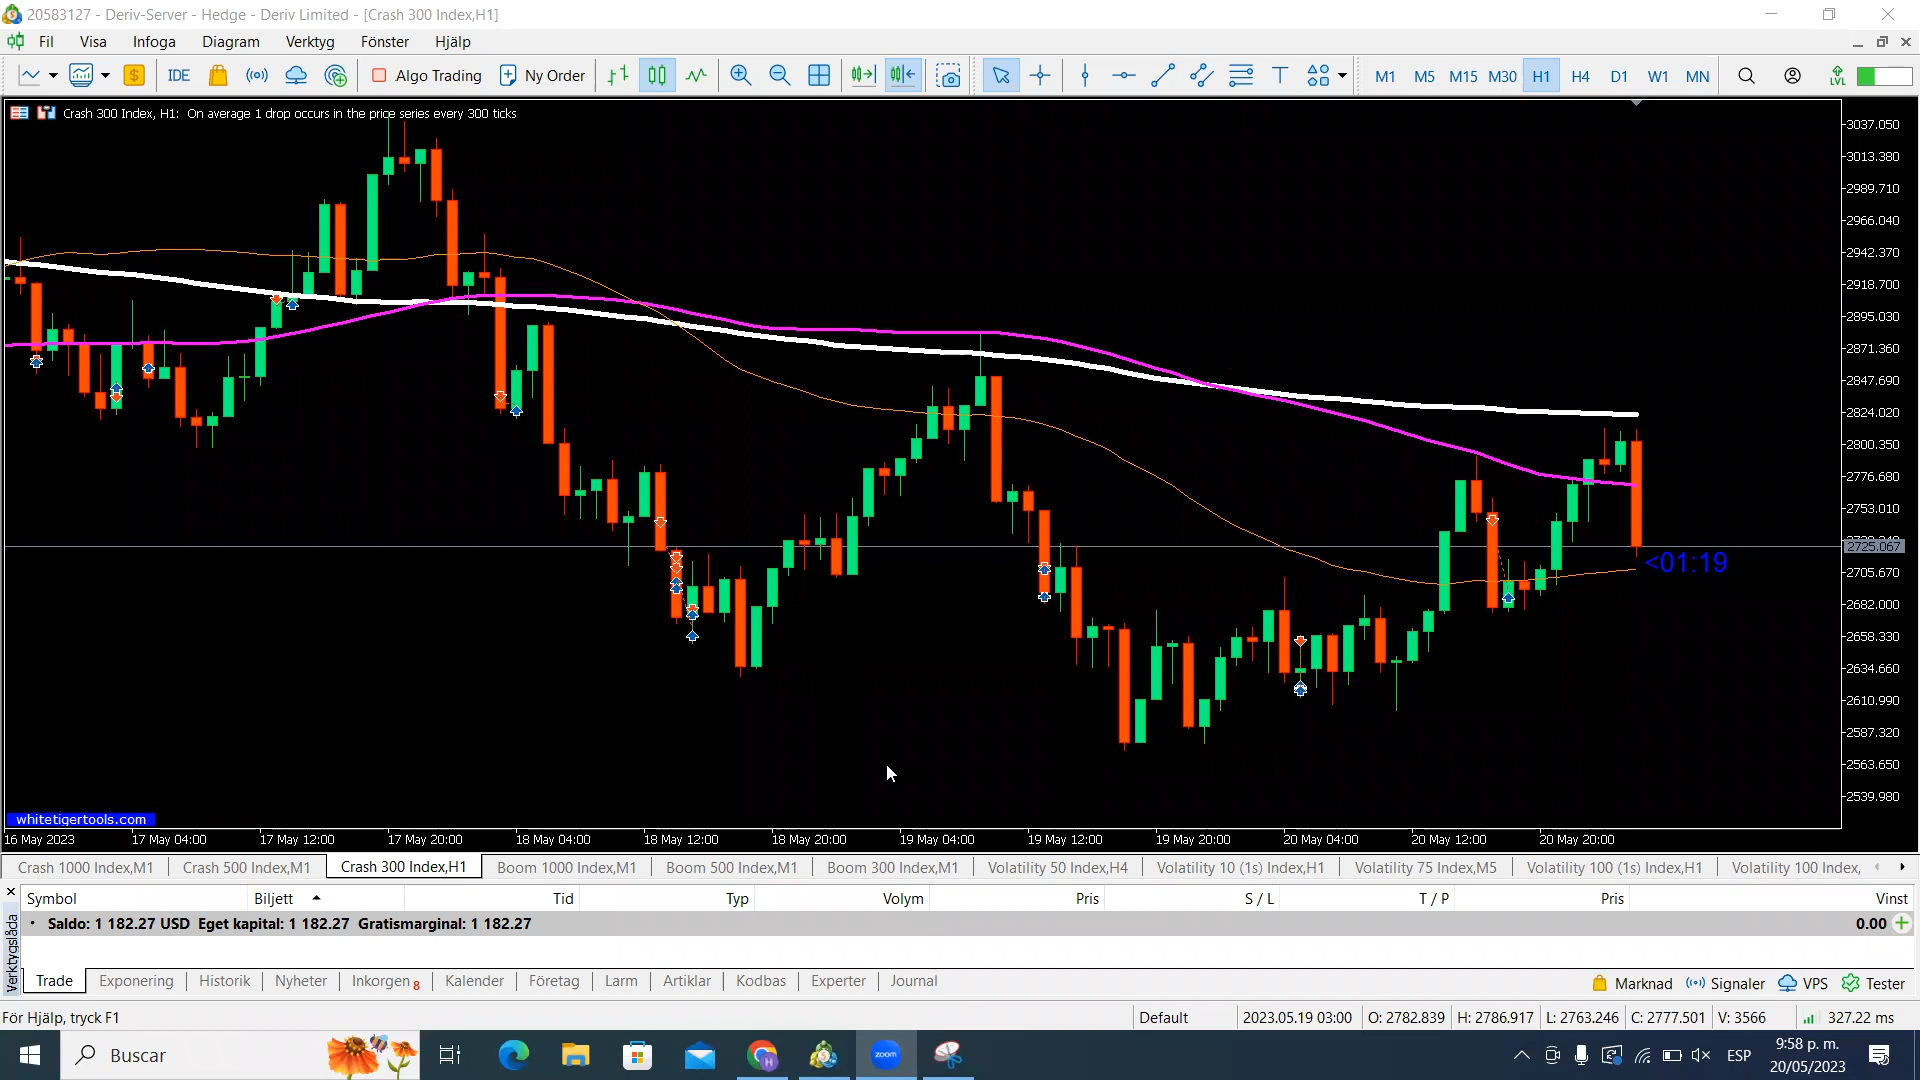 20583127 - Deriv-Server - Hedge - Deriv Limited - [Crash 300 Index,H1]
Fil Visa Infoga Diagram Verktyg Fönster Hjälp
IDE Algo Trading Ny Order T M1 M5 M15 M30 H1 H4 D1 W1 MN LVL
Crash 300 Index, H1: On average 1 drop occurs in the price series every 300 ticks
3037.050
3013.380
2989.710
2966.040
2942.370
2918.700
2895.030
2871.360
2847.690
2824.020
2800.350
2776.680
2753.010
2725.067
<01:19
2705.670
2682.000
2658.330
2634.660
2610.990
2587.320
2563.650
2539.980
whitetigertools.com
16 May 2023 17 May 04:00 17 May 12:00 17 May 20:00 18 May 04:00 18 May 12:00 18 May 20:00 19 May 04:00 19 May 12:00 19 May 20:00 20 May 04:00 20 May 12:00 20 May 20:00
Crash 1000 Index,M1 Crash 500 Index,M1 Crash 300 Index,H1 Boom 1000 Index,M1 Boom 500 Index,M1 Boom 300 Index,M1 Volatility 50 Index,H4 Volatility 10 (1s) Index,H1 Volatility 75 Index,M5 Volatility 100 (1s) Index,H1 Volatility 100 Index,
Symbol Biljett Tid Typ Volym Pris S / L T / P Pris Vinst
Saldo: 1 182.27 USD Eget kapital: 1 182.27 Gratismarginal: 1 182.27 0.00
Verktygslåda
Trade Exponering Historik Nyheter Inkorgen 8 Kalender Företag Larm Artiklar Kodbas Experter Journal Marknad Signaler VPS Tester
För Hjälp, tryck F1 Default 2023.05.19 03:00 O: 2782.839 H: 2786.917 L: 2763.246 C: 2777.501 V: 3566 327.22 ms
Buscar zoom ESP 9:58 p. m.
20/05/2023